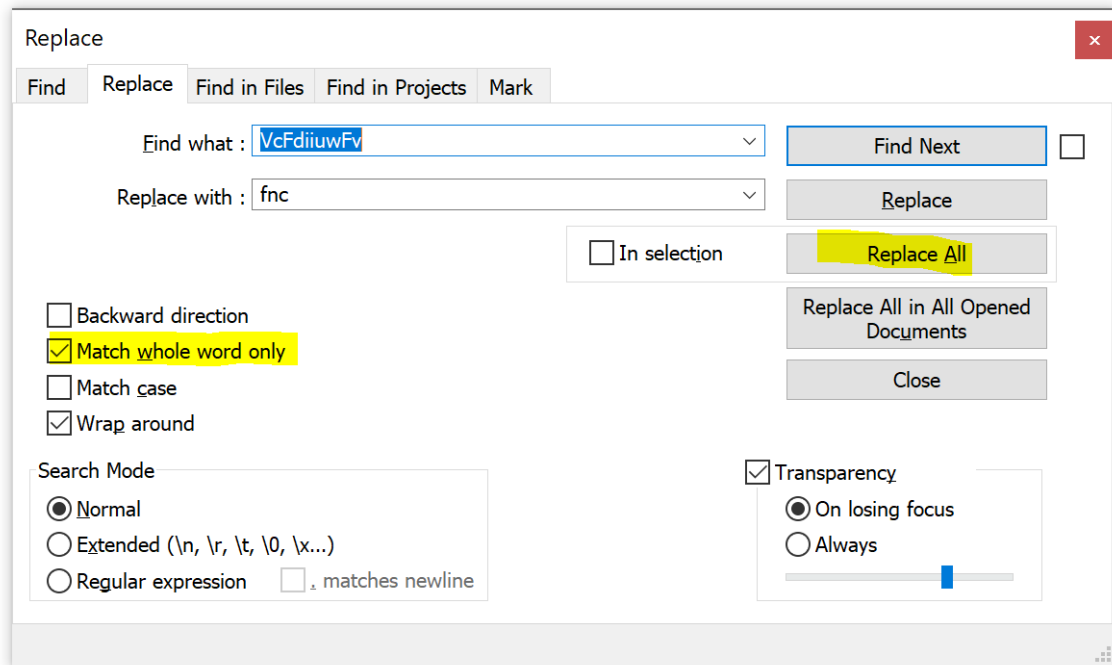 Replace
Find Replace Find in Files Find in Projects Mark
Find what : VcFdiiuwFv Find Next
Replace with : fnc Replace
In selection Replace All
Replace All in All Opened
Documents
Backward direction
Match whole word only
Match case Close
Wrap around
Search Mode Transparency
Normal On losing focus
Extended (\n, \r, \t, \0, \x...) Always
Regular expression . matches newline